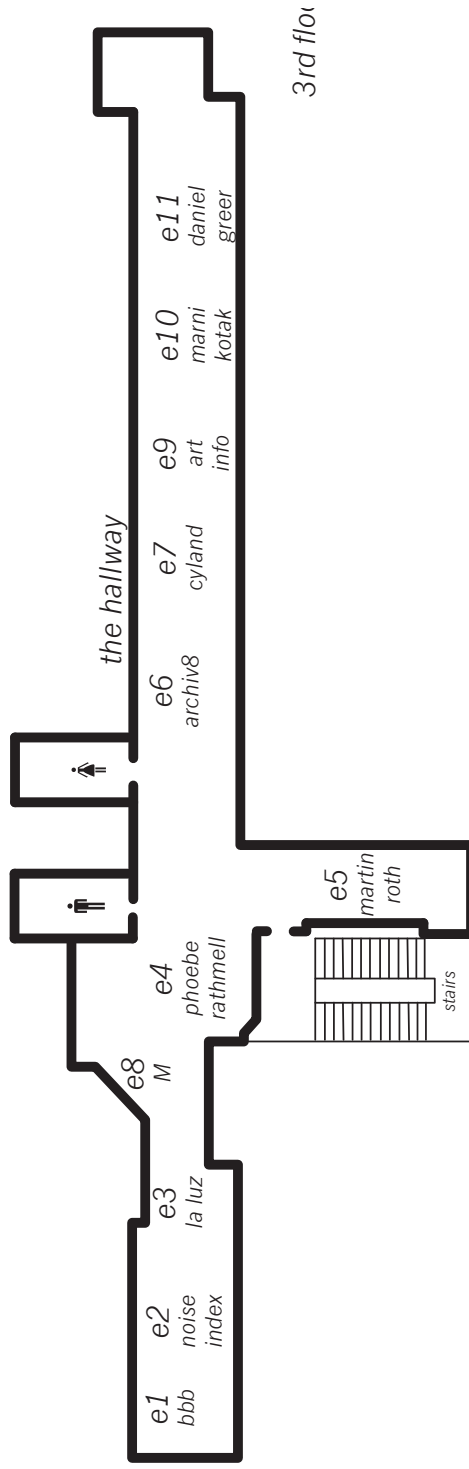 3rd floo
the hallway
e1
bbb
e2
noise
index
e3
la luz
e8
M
e4
phoebe
rathmell
e5
martin
roth
stairs
e6
archiv8
e7
cyland
e9
art
info
e10
marni
kotak
e11
daniel
greer